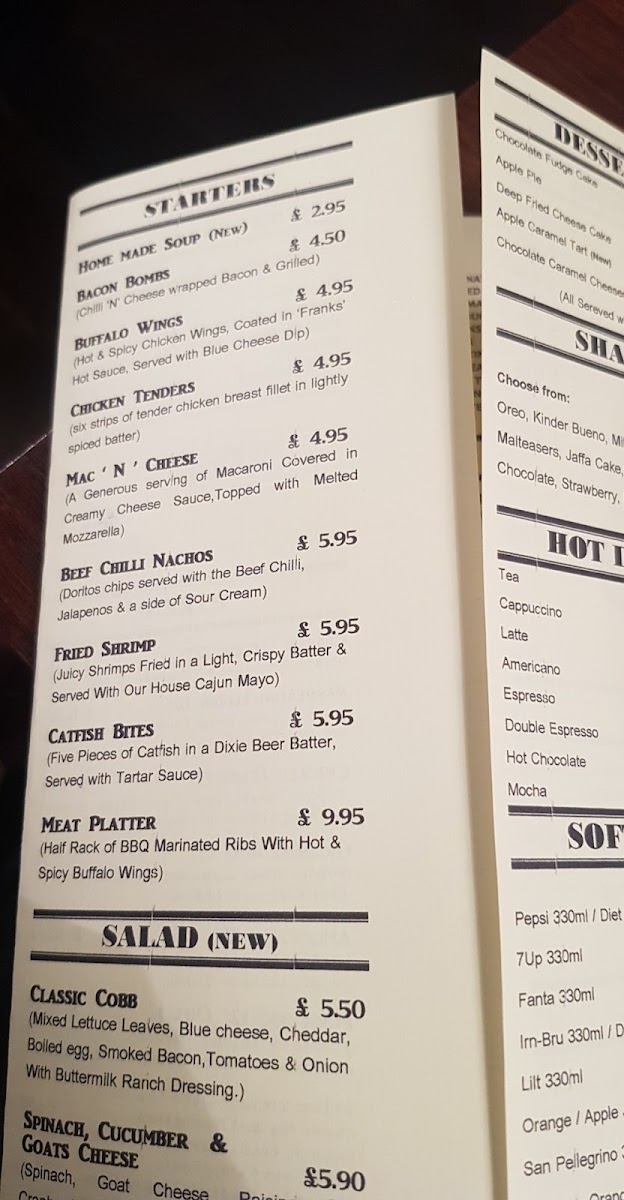 STARTERS
HOME MADE SOUP (NEW) £ 2.95
BACON BOMBS £ 4.50
(Chilli 'N' Cheese wrapped Bacon & Grilled)
BUFFALO WINGS £ 4.95
(Hot & Spicy Chicken Wings, Coated in 'Franks'
Hot Sauce, Served with Blue Cheese Dip)
CHICKEN TENDERS £ 4.95
(six strips of tender chicken breast fillet in lightly
spiced batter)
MAC ' N ' CHEESE £ 4.95
(A Generous serving of Macaroni Covered in
Creamy Cheese Sauce,Topped with Melted
Mozzarella)
BEEF CHILLI NACHOS £ 5.95
(Doritos chips served with the Beef Chilli,
Jalapenos & a side of Sour Cream)
FRIED SHRIMP £ 5.95
(Juicy Shrimps Fried in a Light, Crispy Batter &
Served With Our House Cajun Mayo)
CATFISH BITES £ 5.95
(Five Pieces of Catfish in a Dixie Beer Batter,
Served with Tartar Sauce)
MEAT PLATTER £ 9.95
(Half Rack of BBQ Marinated Ribs With Hot &
Spicy Buffalo Wings)
SALAD (NEW)
CLASSIC COBB £ 5.50
(Mixed Lettuce Leaves, Blue cheese, Cheddar,
Boiled egg, Smoked Bacon,Tomatoes & Onion
With Buttermilk Ranch Dressing.)
SPINACH, CUCUMBER &
GOATS CHEESE £5.90
(Spinach, Goat Cheese
DESSE
Chocolate Fudge Cake
Apple Pie
Deep Fried Cheese Cake
Apple Caramel Tart (New)
Chocolate Caramel Cheese
(All Sereved w
SHA
Choose from:
Oreo, Kinder Bueno, Mi
Malteasers, Jaffa Cake,
Chocolate, Strawberry,
HOT
Tea
Cappuccino
Latte
Americano
Espresso
Double Espresso
Hot Chocolate
Mocha
SOF
Pepsi 330ml / Diet
7Up 330ml
Fanta 330ml
Irn-Bru 330ml / D
Lilt 330ml
Orange / Apple
San Pellegrino